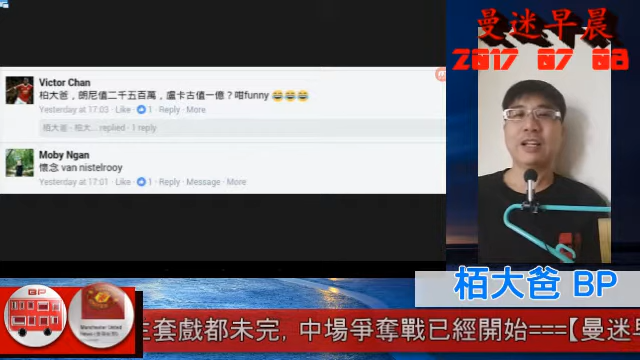 曼迷早晨
2017 07 08
Victor Chan
柏大爸，朗尼值二千五百萬，盧卡古值一億？咁funny 😂😂😂
Yesterday at 17:03 · Like · 1 · Reply · More
栢大爸 · 栢大... replied · 1 reply
Moby Ngan
懷念 van nistelrooy
Yesterday at 17:01 · Like · 1 · Reply · Message · More
栢大爸 BP
BP
Manchester United
套戲都未完, 中場爭奪戰已經開始===【曼迷